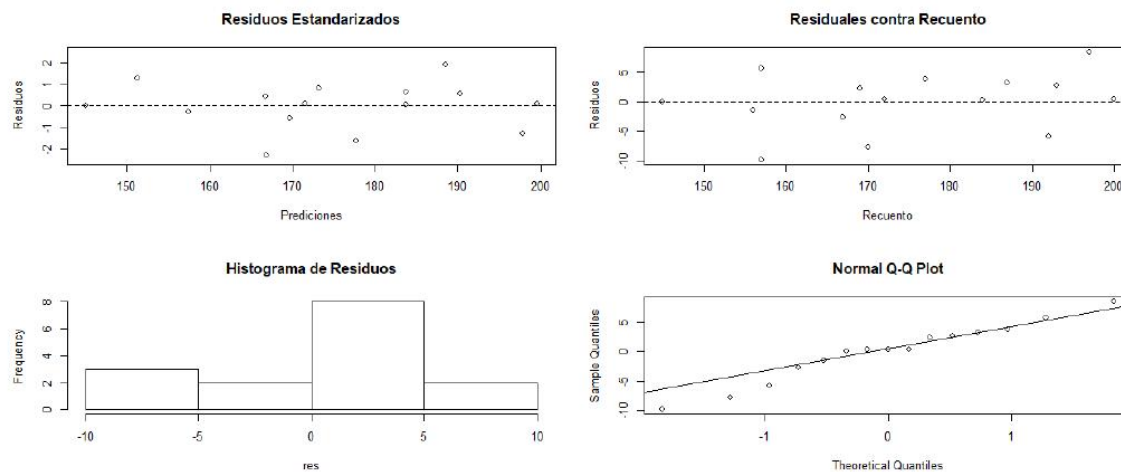 Residuos Estandarizados
Residuos
2
1
0
-1
-2
150 160 170 180 190 200
Prediciones
Residuales contra Recuento
Residuos
5
0
-5
-10
150 160 170 180 190 200
Recuento
Histograma de Residuos
Frequency
8
6
4
2
0
-10 -5 0 5 10
res
Normal Q-Q Plot
Sample Quantiles
5
0
-5
-10
-1 0 1
Theoretical Quantiles